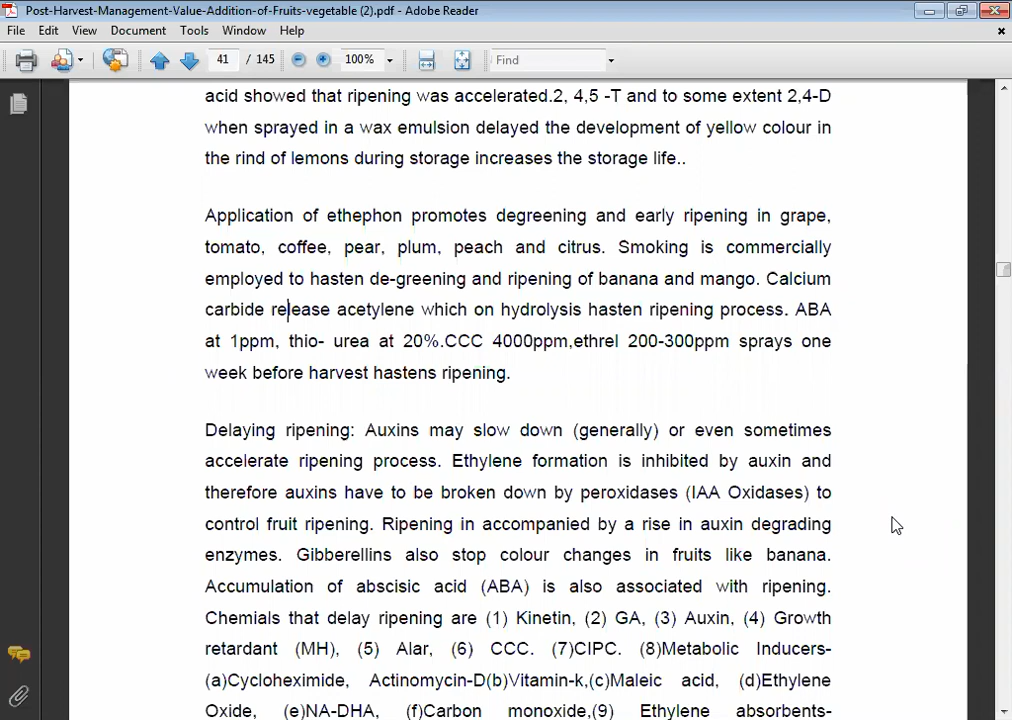 Post-Harvest-Management-Value-Addition-of-Fruits-vegetable (2).pdf - Adobe Reader
File Edit View Document Tools Window Help
41 / 145 100% Find
acid showed that ripening was accelerated.2, 4,5 -T and to some extent 2,4-D
when sprayed in a wax emulsion delayed the development of yellow colour in
the rind of lemons during storage increases the storage life..
Application of ethephon promotes degreening and early ripening in grape,
tomato, coffee, pear, plum, peach and citrus. Smoking is commercially
employed to hasten de-greening and ripening of banana and mango. Calcium
carbide release acetylene which on hydrolysis hasten ripening process. ABA
at 1ppm, thio- urea at 20%.CCC 4000ppm,ethrel 200-300ppm sprays one
week before harvest hastens ripening.
Delaying ripening: Auxins may slow down (generally) or even sometimes
accelerate ripening process. Ethylene formation is inhibited by auxin and
therefore auxins have to be broken down by peroxidases (IAA Oxidases) to
control fruit ripening. Ripening in accompanied by a rise in auxin degrading
enzymes. Gibberellins also stop colour changes in fruits like banana.
Accumulation of abscisic acid (ABA) is also associated with ripening.
Chemials that delay ripening are (1) Kinetin, (2) GA, (3) Auxin, (4) Growth
retardant (MH), (5) Alar, (6) CCC. (7)CIPC. (8)Metabolic Inducers-
(a)Cycloheximide, Actinomycin-D(b)Vitamin-k,(c)Maleic acid, (d)Ethylene
Oxide, (e)NA-DHA, (f)Carbon monoxide,(9) Ethylene absorbents-